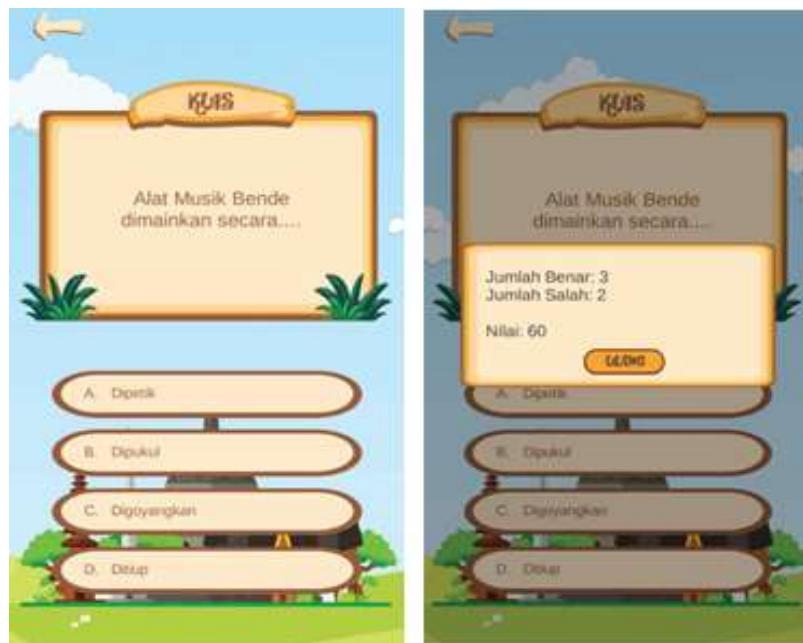 KUIS
Alat Musik Bende
dimainkan secara....
A. Dipetik
B. Dipukul
C. Digoyangkan
D. Ditiup
KUIS
Alat Musik Bende
dimainkan secara....
Jumlah Benar: 3
Jumlah Salah: 2
Nilai: 60
ULANG
A. Dipetik
B. Dipukul
C. Digoyangkan
D. Ditiup